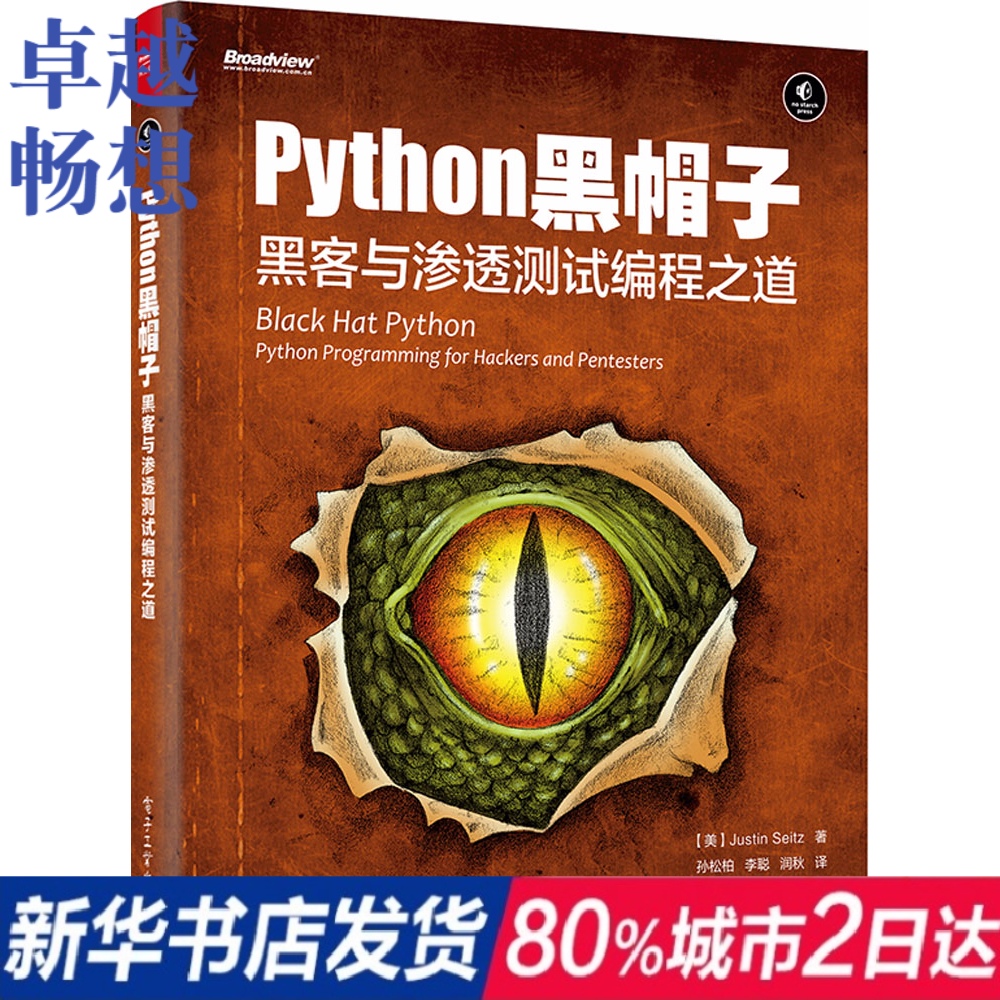 卓越
畅想
Broadview
www.broadview.com.cn
no starch
press
Python黑帽子
黑客与渗透测试编程之道
Black Hat Python
Python Programming for Hackers and Pentesters
Python黑帽子 黑客与渗透测试编程之道
电子工业
【美】Justin Seitz 著
孙松柏 李聪 润秋 译
新华书店发货
80%城市2日达